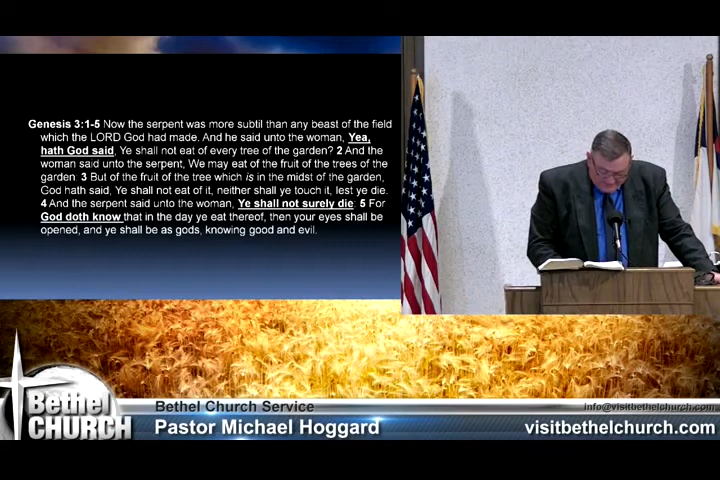 Genesis 3:1-5 Now the serpent was more subtil than any beast of the field
which the LORD God had made. And he said unto the woman, Yea,
hath God said, Ye shall not eat of every tree of the garden? 2 And the
woman said unto the serpent, We may eat of the fruit of the trees of the
garden: 3 But of the fruit of the tree which is in the midst of the garden,
God hath said, Ye shall not eat of it, neither shall ye touch it, lest ye die.
4 And the serpent said unto the woman, Ye shall not surely die: 5 For
God doth know that in the day ye eat thereof, then your eyes shall be
opened, and ye shall be as gods, knowing good and evil.
Bethel
CHURCH
Bethel Church Service
info@visitbethelchurch.com
Pastor Michael Hoggard
visitbethelchurch.com